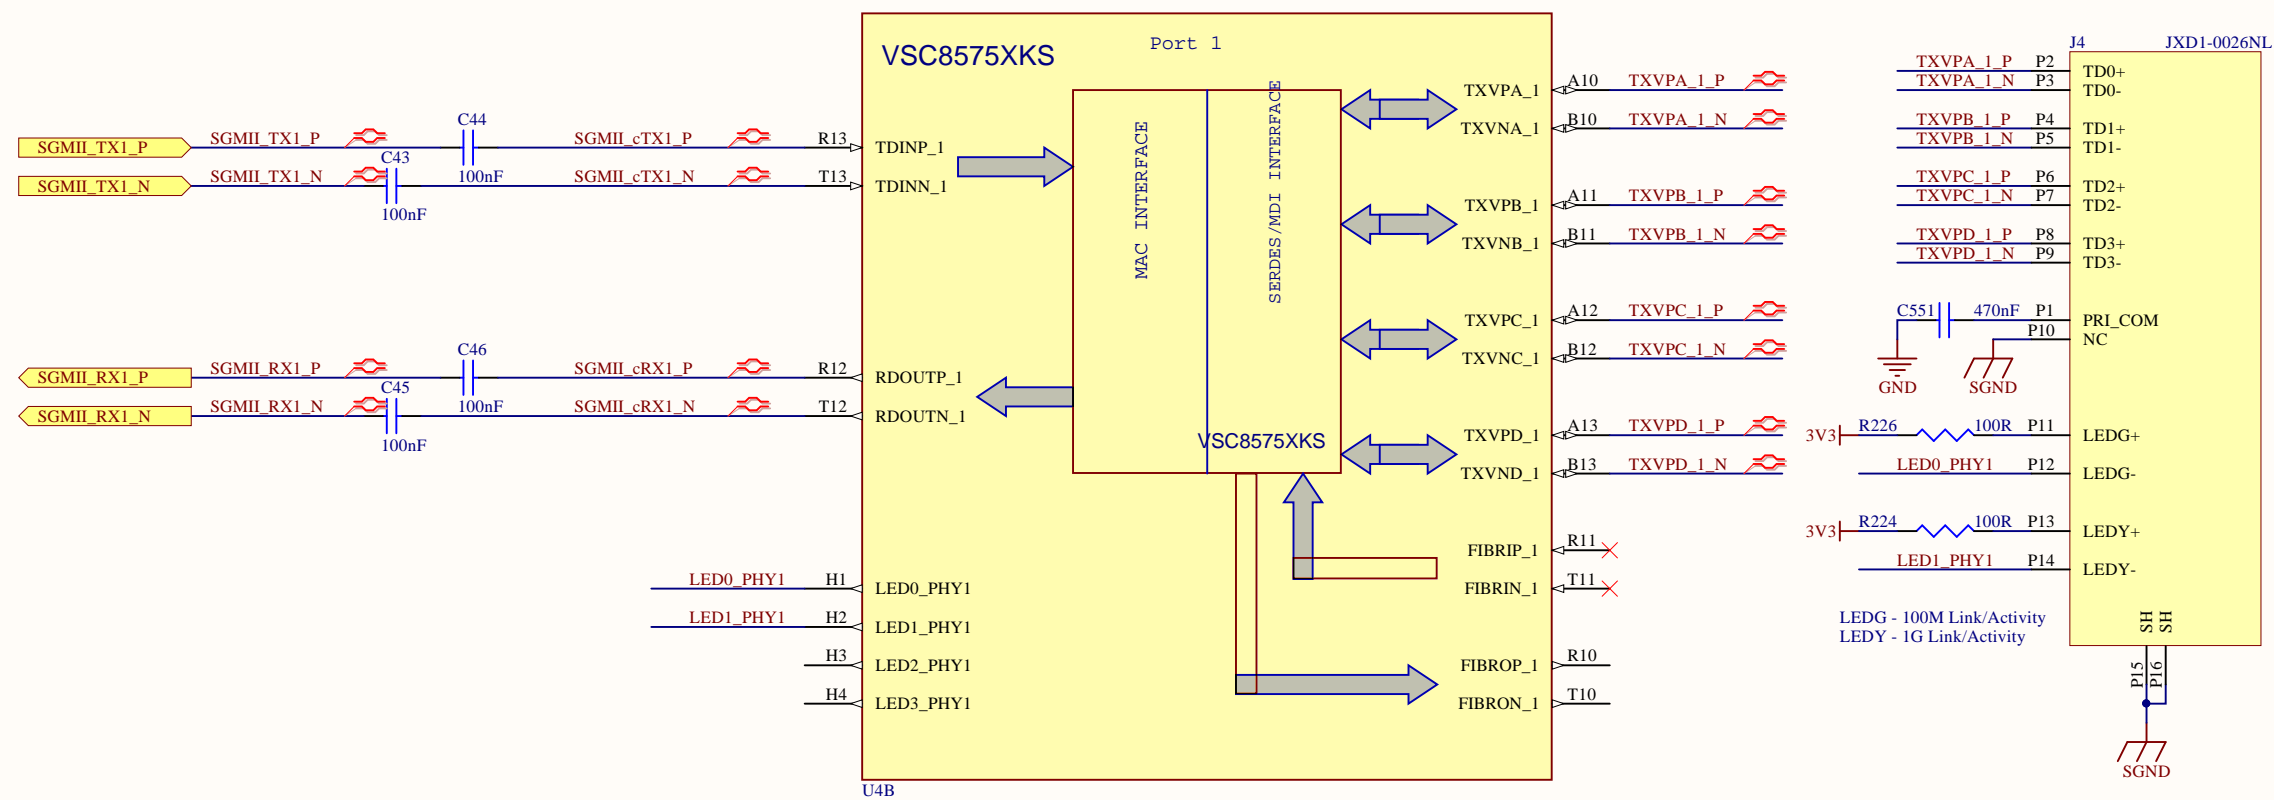 VSC8575XKS
Port 1
MAC INTERFACE
SERDES/MDI INTERFACE
VSC8575XKS
SGMII_TX1_P
SGMII_TX1_P
C44
100nF
SGMII_cTX1_P
R13
TDINP_1
SGMII_TX1_N
SGMII_TX1_N
C43
100nF
SGMII_cTX1_N
T13
TDINN_1
SGMII_RX1_P
SGMII_RX1_P
C46
100nF
SGMII_cRX1_P
R12
RDOUTP_1
SGMII_RX1_N
SGMII_RX1_N
C45
100nF
SGMII_cRX1_N
T12
RDOUTN_1
LED0_PHY1
H1
LED0_PHY1
LED1_PHY1
H2
LED1_PHY1
H3
LED2_PHY1
H4
LED3_PHY1
U4B
TXVPA_1
A10
TXVPA_1_P
TXVNA_1
B10
TXVPA_1_N
TXVPB_1
A11
TXVPB_1_P
TXVNB_1
B11
TXVPB_1_N
TXVPC_1
A12
TXVPC_1_P
TXVNC_1
B12
TXVPC_1_N
TXVPD_1
A13
TXVPD_1_P
TXVND_1
B13
TXVPD_1_N
FIBRIP_1
R11
FIBRIN_1
T11
FIBROP_1
R10
FIBRON_1
T10
J4
JXD1-0026NL
TXVPA_1_P
P2
TD0+
TXVPA_1_N
P3
TD0-
TXVPB_1_P
P4
TD1+
TXVPB_1_N
P5
TD1-
TXVPC_1_P
P6
TD2+
TXVPC_1_N
P7
TD2-
TXVPD_1_P
P8
TD3+
TXVPD_1_N
P9
TD3-
C551
470nF
P1
PRI_COM
P10
NC
GND
SGND
3V3
R226
100R
P11
LEDG+
LED0_PHY1
P12
LEDG-
3V3
R224
100R
P13
LEDY+
LED1_PHY1
P14
LEDY-
LEDG - 100M Link/Activity
LEDY - 1G Link/Activity
SH
SH
P15
P16
SGND